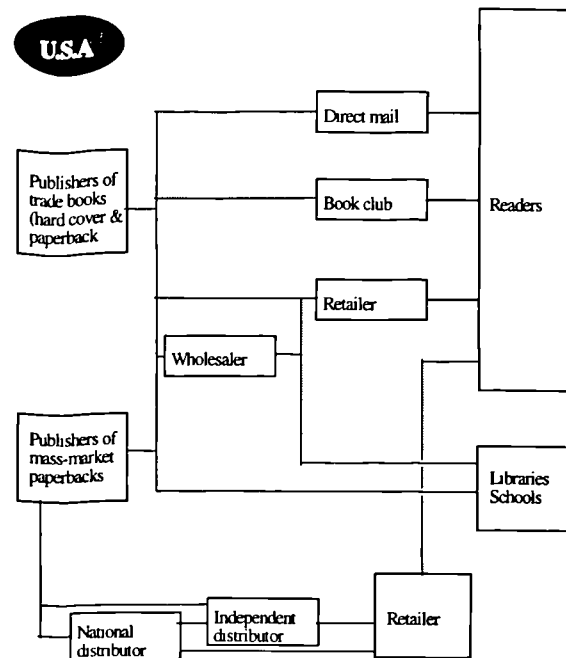 U.S.A
Direct mail
Publishers of
trade books
(hard cover &
paperback
Book club
Readers
Retailer
Wholesaler
Publishers of
mass-market
paperbacks
Libraries
Schools
Independent
distributor
Retailer
National
distributor